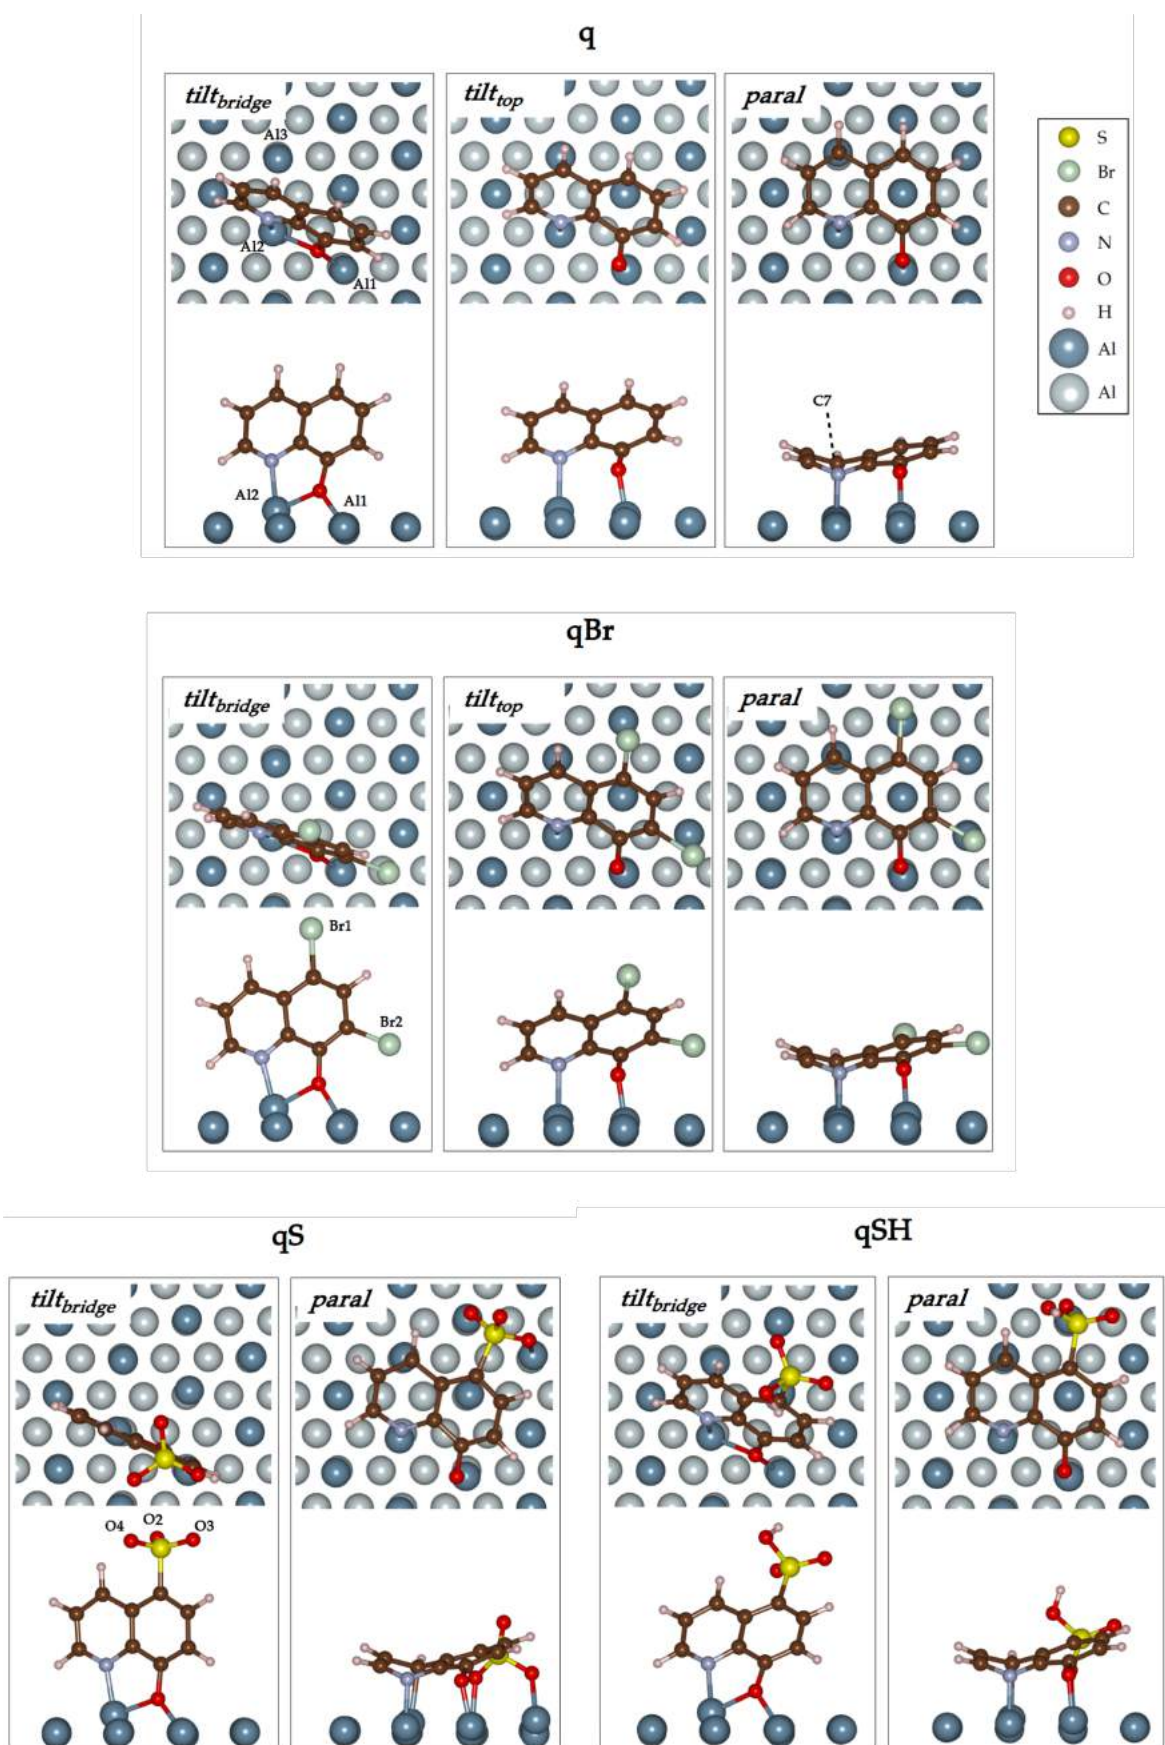 q
tilt_bridge
tilt_top
paral
Al3
Al2
Al1
Al2
Al1
C7
S
Br
C
N
O
H
Al
Al
qBr
tilt_bridge
tilt_top
paral
Br1
Br2
qS
qSH
tilt_bridge
paral
tilt_bridge
paral
O4
O2
O3